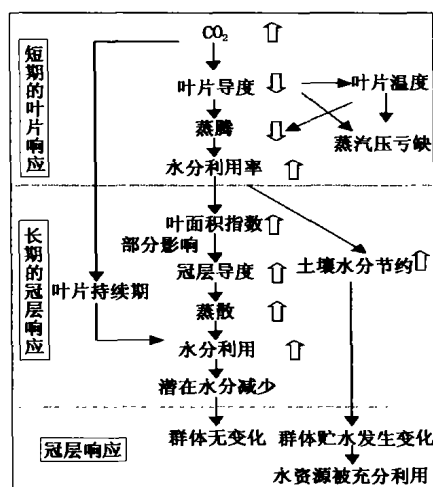 CO₂
短期的叶片响应
叶片导度
叶片温度
蒸腾
蒸汽压亏缺
水分利用率
长期的冠层响应
叶面积指数
部分影响
冠层导度
土壤水分节约
叶片持续期
蒸散
水分利用
潜在水分减少
冠层响应
群体无变化
群体贮水发生变化
水资源被充分利用